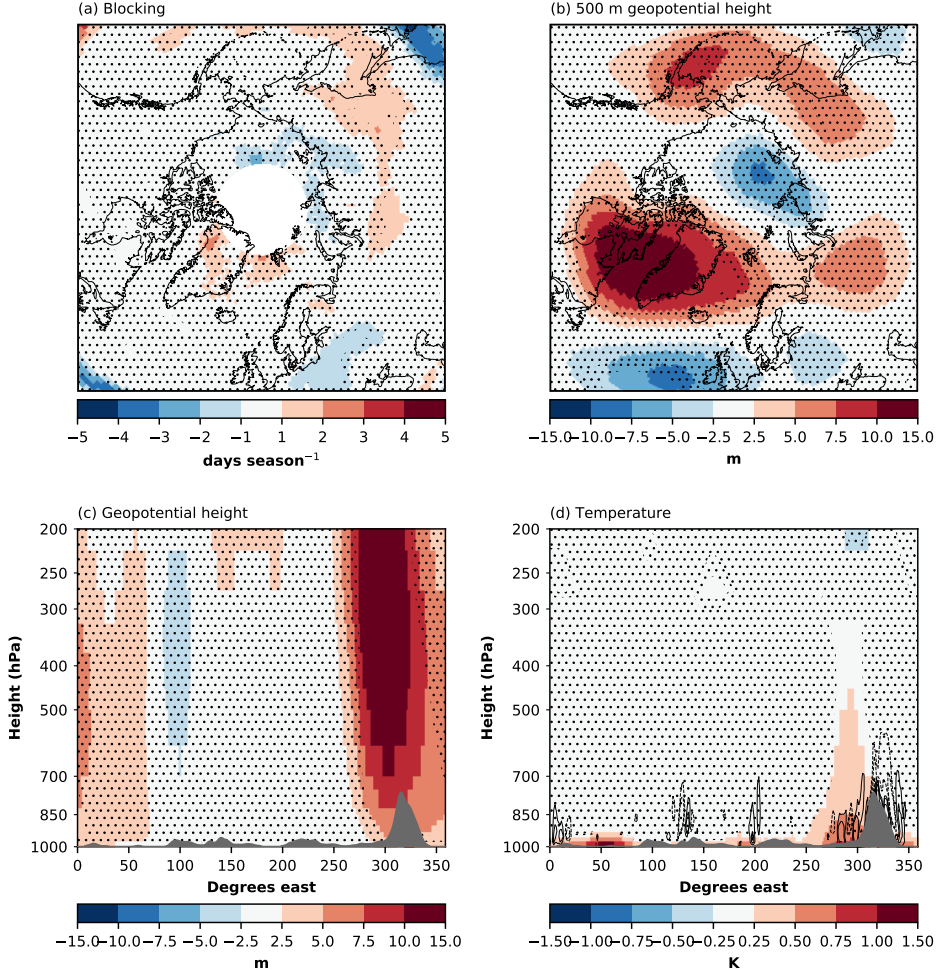 (a) Blocking
(b) 500 m geopotential height
−5 −4 −3 −2 −1 1 2 3 4 5
days season⁻¹
−15.0 −10.0 −7.5 −5.0 −2.5 2.5 5.0 7.5 10.0 15.0
m
(c) Geopotential height
200
250
300
400
500
700
850
1000
Height (hPa)
0 50 100 150 200 250 300 350
Degrees east
−15.0 −10.0 −7.5 −5.0 −2.5 2.5 5.0 7.5 10.0 15.0
m
(d) Temperature
200
250
300
400
500
700
850
1000
Height (hPa)
0 50 100 150 200 250 300 350
Degrees east
−1.50 −1.00 −0.75 −0.50 −0.25 0.25 0.50 0.75 1.00 1.50
K